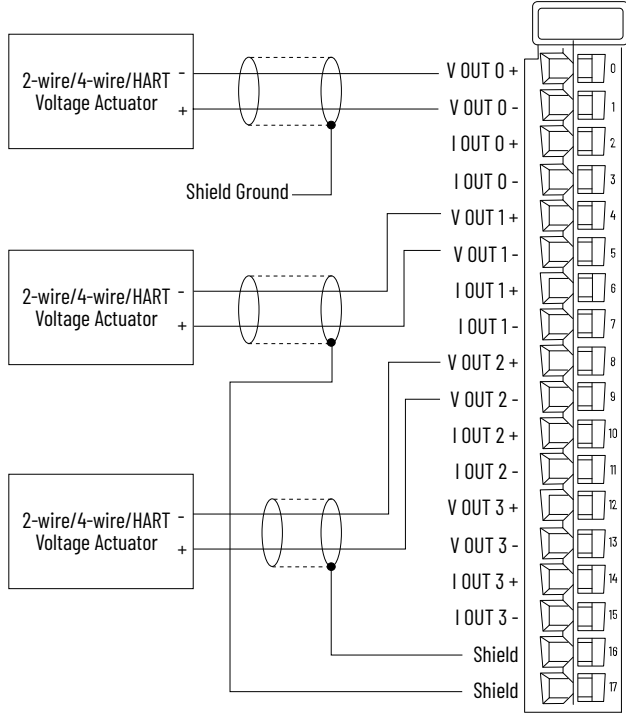 2-wire/4-wire/HART -
Voltage Actuator +
Shield Ground
2-wire/4-wire/HART -
Voltage Actuator +
2-wire/4-wire/HART -
Voltage Actuator +
V OUT 0 + 0
V OUT 0 - 1
I OUT 0 + 2
I OUT 0 - 3
V OUT 1 + 4
V OUT 1 - 5
I OUT 1 + 6
I OUT 1 - 7
V OUT 2 + 8
V OUT 2 - 9
I OUT 2 + 10
I OUT 2 - 11
V OUT 3 + 12
V OUT 3 - 13
I OUT 3 + 14
I OUT 3 - 15
Shield 16
Shield 17